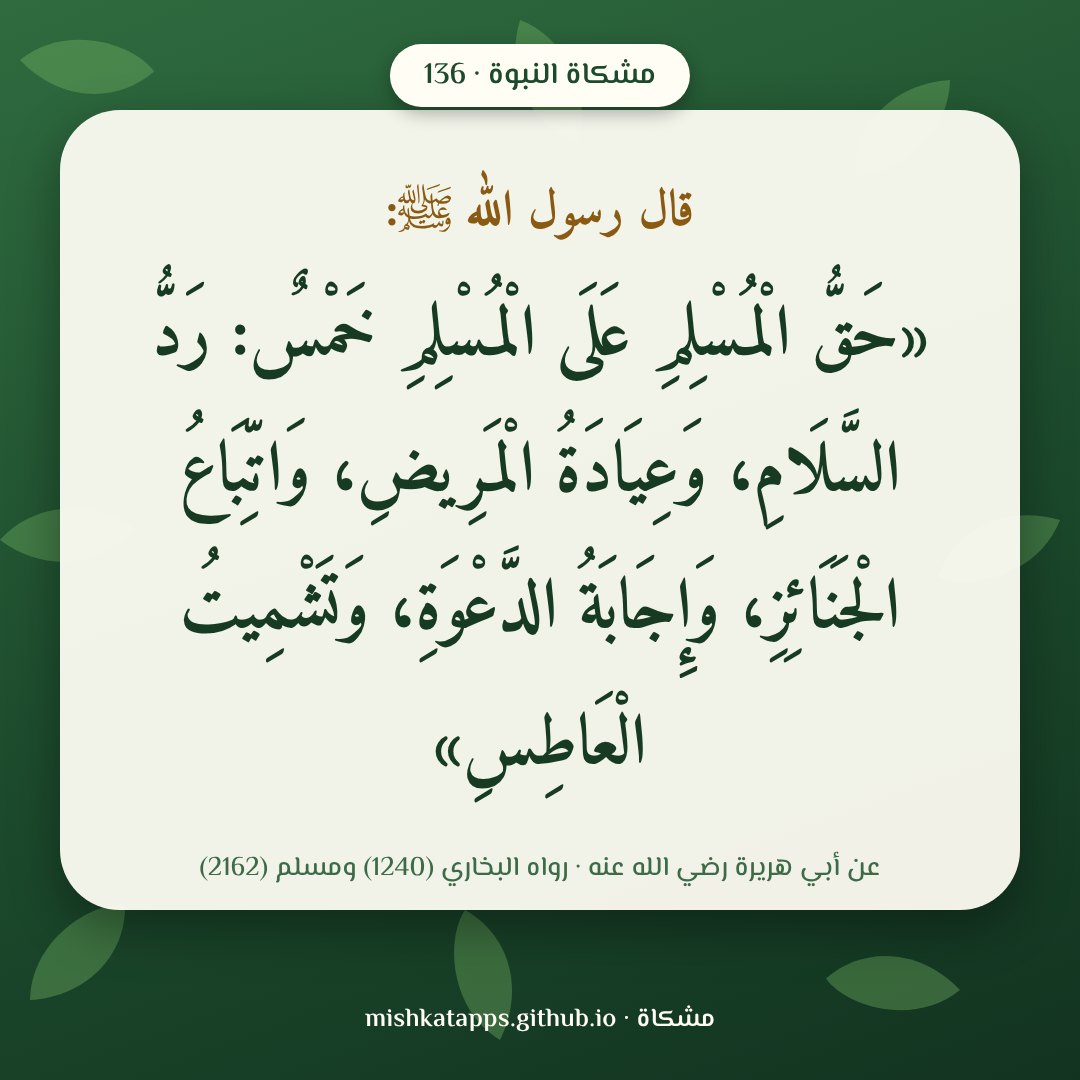 مشكاة النبوة · 136
قال رسول الله ﷺ:
«حَقُّ الْمُسْلِمِ عَلَى الْمُسْلِمِ خَمْسٌ: رَدُّ
السَّلَامِ، وَعِيَادَةُ الْمَرِيضِ، وَاتِّبَاعُ
الْجَنَائِزِ، وَإِجَابَةُ الدَّعْوَةِ، وَتَشْمِيتُ
الْعَاطِسِ»
عن أبي هريرة رضي الله عنه · رواه البخاري (1240) ومسلم (2162)
مشكاة · mishkatapps.github.io